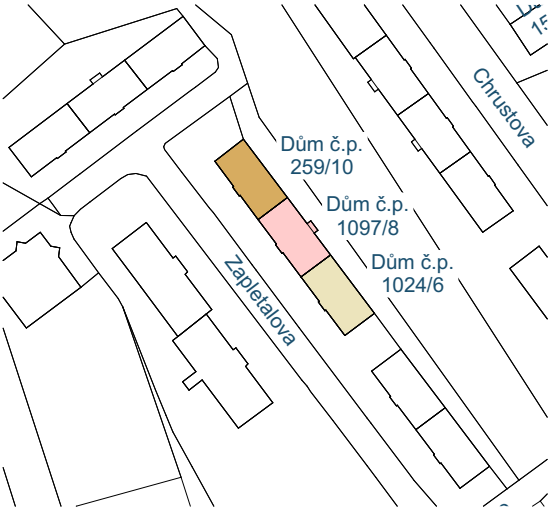 Chrustova
Dům č.p.
259/10
Dům č.p.
1097/8
Dům č.p.
1024/6
Zapletalova